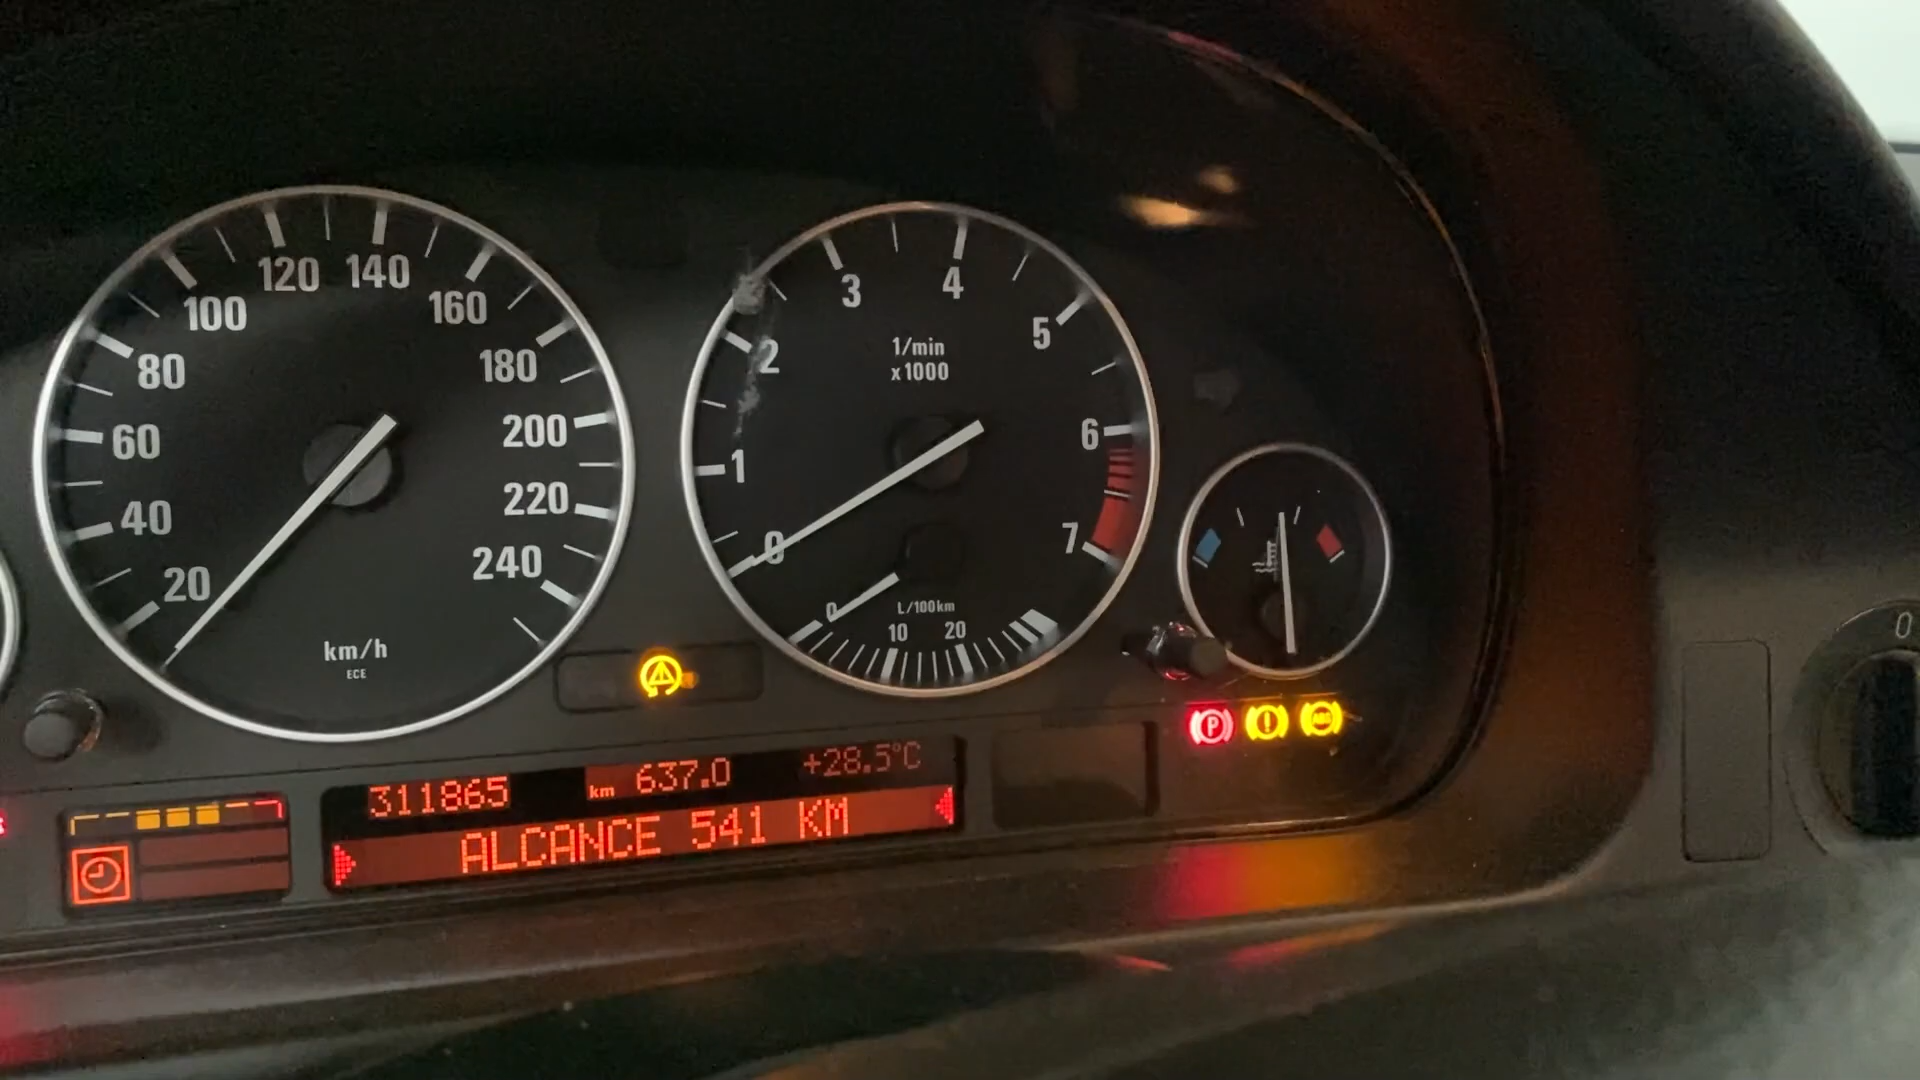 120 140
100 160
80 180
60 200
40 220
20 240
km/h
ECE
3 4
2 5
1/min
x1000
1 6
0 7
L/100km
0 10 20
P ! ABS
311865 km 637.0 +28.5°C
ALCANCE 541 KM
0